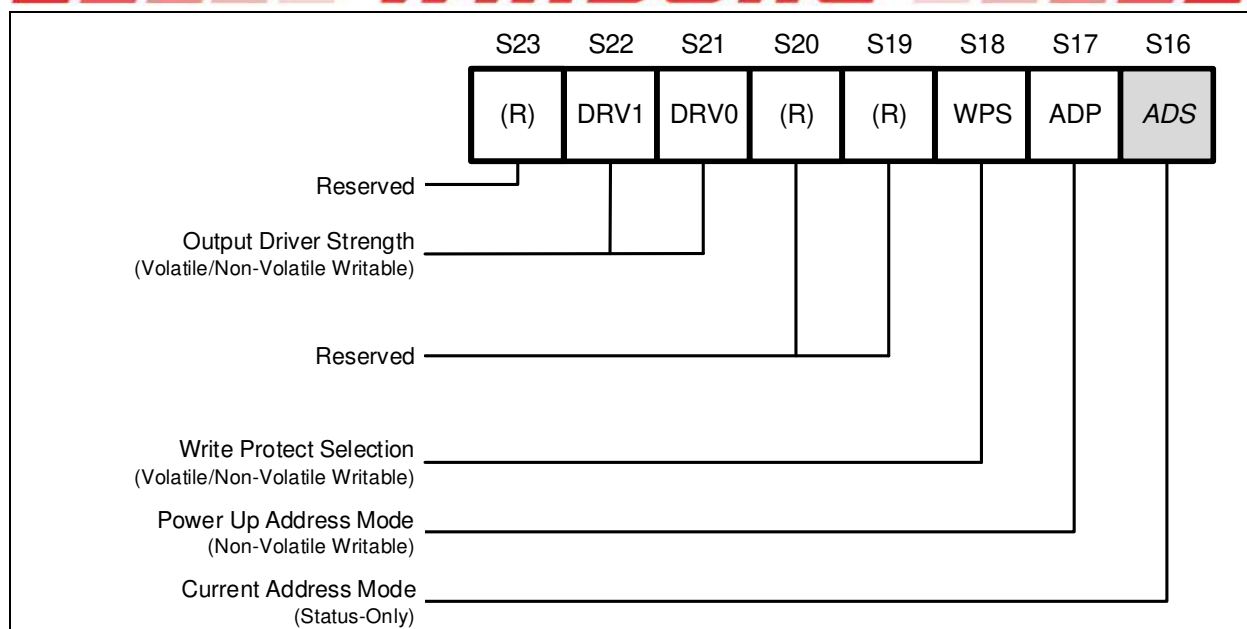 S23 S22 S21 S20 S19 S18 S17 S16
(R) DRV1 DRV0 (R) (R) WPS ADP ADS
Reserved
Output Driver Strength
(Volatile/Non-Volatile Writable)
Reserved
Write Protect Selection
(Volatile/Non-Volatile Writable)
Power Up Address Mode
(Non-Volatile Writable)
Current Address Mode
(Status-Only)